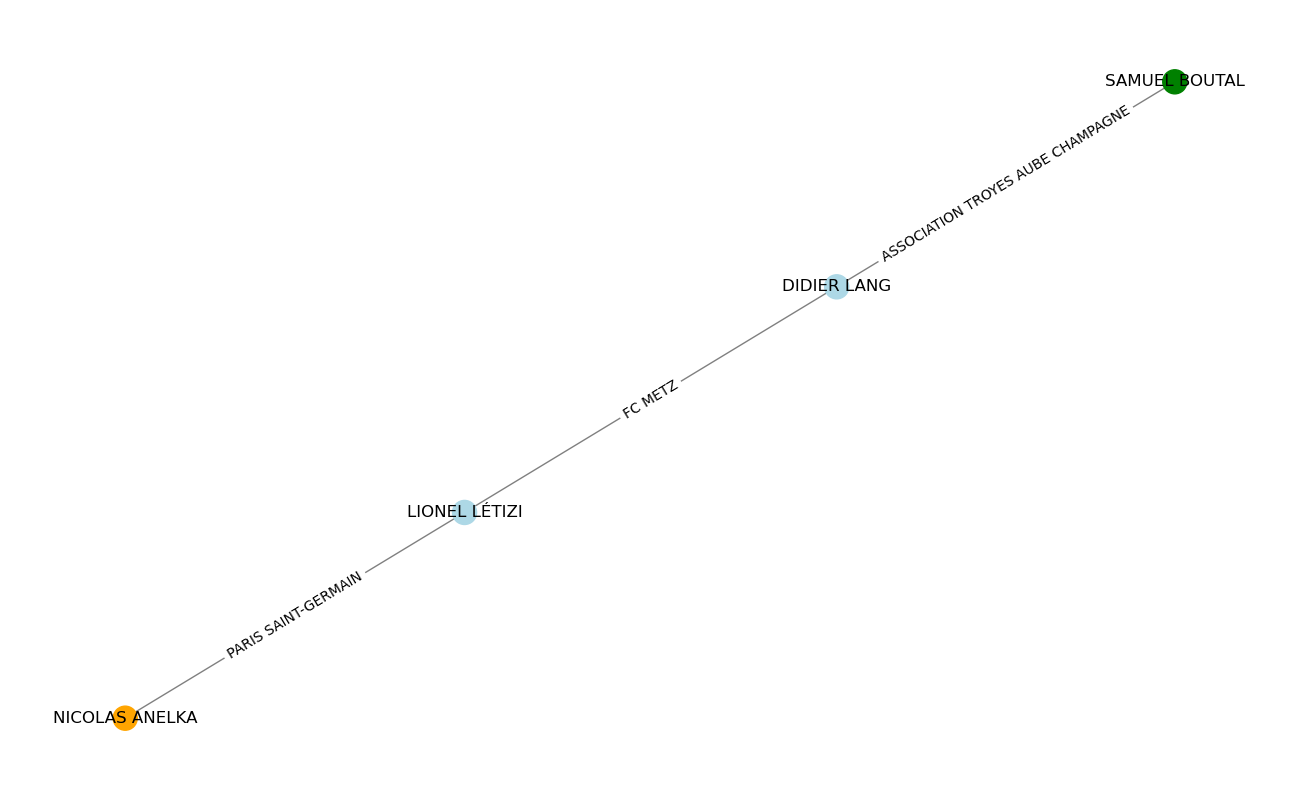 SAMUEL BOUTAL
ASSOCIATION TROYES AUBE CHAMPAGNE
DIDIER LANG
FC METZ
LIONEL LÉTIZI
PARIS SAINT-GERMAIN
NICOLAS ANELKA